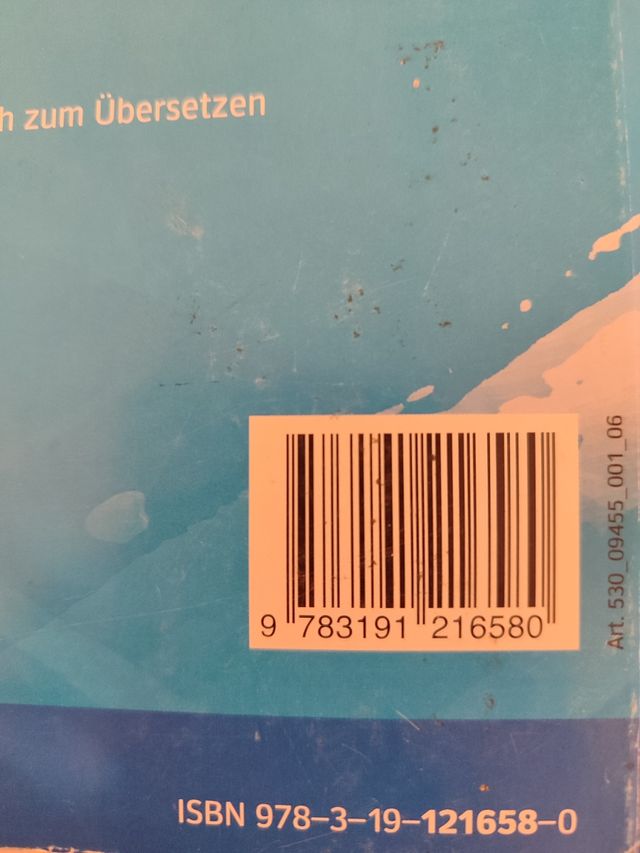 h zum Übersetzen
Art. 530_09455_001_06
9 783191 216580
ISBN 978–3–19–121658–0